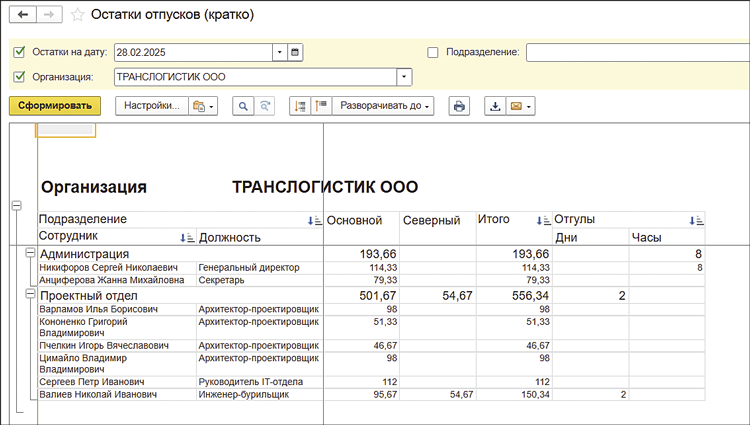 Остатки отпусков (кратко)
Остатки на дату: 28.02.2025 Подразделение:
Организация: ТРАНСЛОГИСТИК ООО
Сформировать Настройки... Разворачивать до
Организация ТРАНСЛОГИСТИК ООО
Подразделение Основной Северный Итого Отгулы
Сотрудник Должность Дни Часы
Администрация 193,66 193,66 8
Никифоров Сергей Николаевич Генеральный директор 114,33 114,33 8
Анциферова Жанна Михайловна Секретарь 79,33 79,33
Проектный отдел 501,67 54,67 556,34 2
Варламов Илья Борисович Архитектор-проектировщик 98 98
Кононенко Григорий Архитектор-проектировщик 51,33 51,33
Владимирович
Пчелкин Игорь Вячеславович Архитектор-проектировщик 46,67 46,67
Цимайло Владимир Архитектор-проектировщик 98 98
Владимирович
Сергеев Петр Иванович Руководитель IT-отдела 112 112
Валиев Николай Иванович Инженер-бурильщик 95,67 54,67 150,34 2